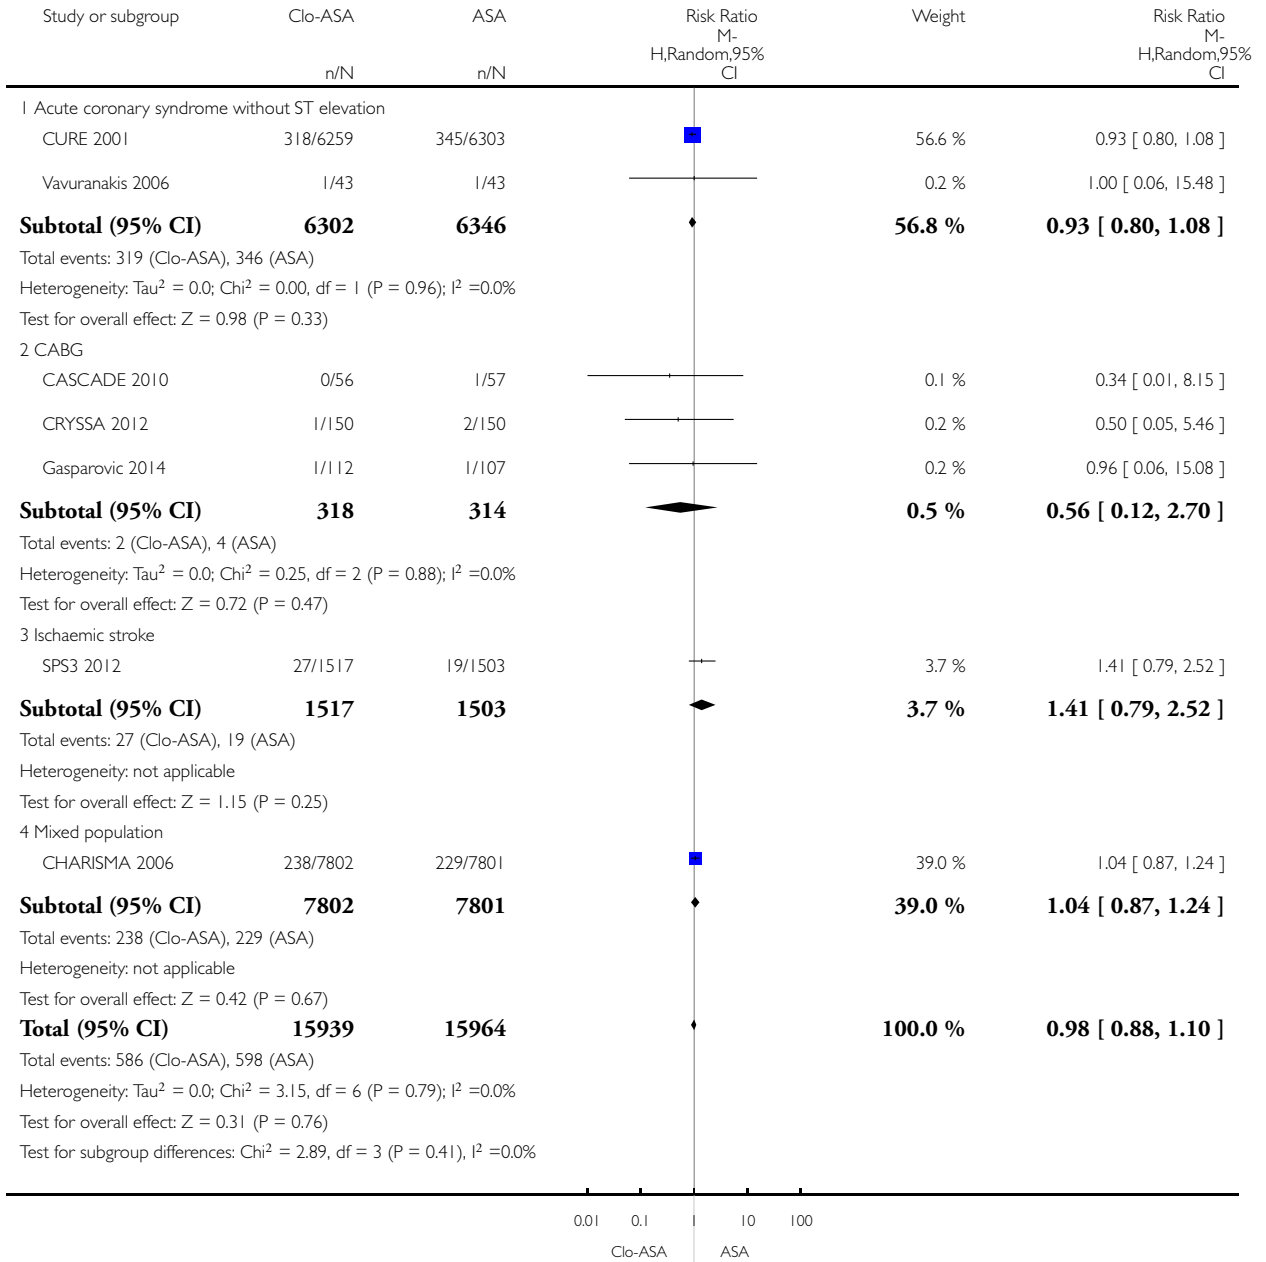 Study or subgroup Clo-ASA ASA Risk Ratio Weight Risk Ratio
M- M-
H,Random,95% H,Random,95%
n/N n/N CI CI
1 Acute coronary syndrome without ST elevation
CURE 2001 318/6259 345/6303 56.6 % 0.93 [ 0.80, 1.08 ]
Vavuranakis 2006 1/43 1/43 0.2 % 1.00 [ 0.06, 15.48 ]
Subtotal (95% CI) 6302 6346 56.8 % 0.93 [ 0.80, 1.08 ]
Total events: 319 (Clo-ASA), 346 (ASA)
Heterogeneity: Tau² = 0.0; Chi² = 0.00, df = 1 (P = 0.96); I² =0.0%
Test for overall effect: Z = 0.98 (P = 0.33)
2 CABG
CASCADE 2010 0/56 1/57 0.1 % 0.34 [ 0.01, 8.15 ]
CRYSSA 2012 1/150 2/150 0.2 % 0.50 [ 0.05, 5.46 ]
Gasparovic 2014 1/112 1/107 0.2 % 0.96 [ 0.06, 15.08 ]
Subtotal (95% CI) 318 314 0.5 % 0.56 [ 0.12, 2.70 ]
Total events: 2 (Clo-ASA), 4 (ASA)
Heterogeneity: Tau² = 0.0; Chi² = 0.25, df = 2 (P = 0.88); I² =0.0%
Test for overall effect: Z = 0.72 (P = 0.47)
3 Ischaemic stroke
SPS3 2012 27/1517 19/1503 3.7 % 1.41 [ 0.79, 2.52 ]
Subtotal (95% CI) 1517 1503 3.7 % 1.41 [ 0.79, 2.52 ]
Total events: 27 (Clo-ASA), 19 (ASA)
Heterogeneity: not applicable
Test for overall effect: Z = 1.15 (P = 0.25)
4 Mixed population
CHARISMA 2006 238/7802 229/7801 39.0 % 1.04 [ 0.87, 1.24 ]
Subtotal (95% CI) 7802 7801 39.0 % 1.04 [ 0.87, 1.24 ]
Total events: 238 (Clo-ASA), 229 (ASA)
Heterogeneity: not applicable
Test for overall effect: Z = 0.42 (P = 0.67)
Total (95% CI) 15939 15964 100.0 % 0.98 [ 0.88, 1.10 ]
Total events: 586 (Clo-ASA), 598 (ASA)
Heterogeneity: Tau² = 0.0; Chi² = 3.15, df = 6 (P = 0.79); I² =0.0%
Test for overall effect: Z = 0.31 (P = 0.76)
Test for subgroup differences: Chi² = 2.89, df = 3 (P = 0.41), I² =0.0%
0.01 0.1 1 10 100
Clo-ASA ASA